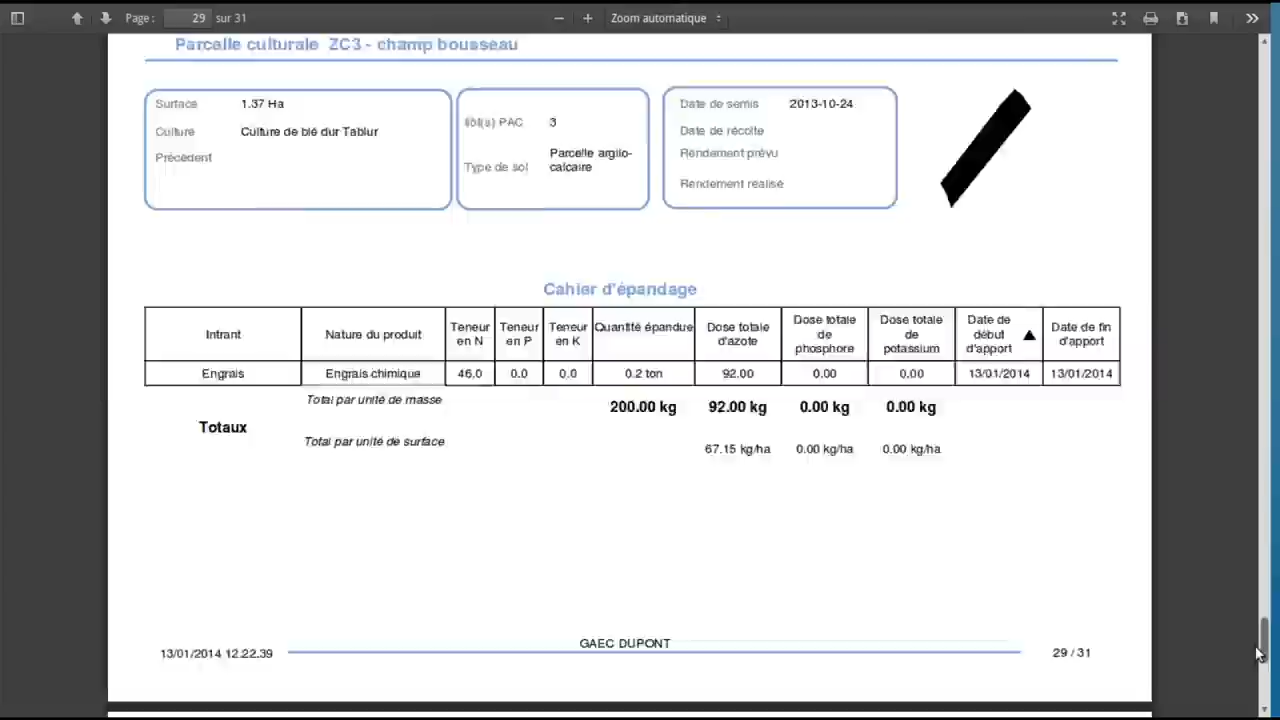 Page : 29 sur 31 Zoom automatique
Parcelle culturale ZC3 - champ bousseau
Surface 1.37 Ha
Culture Culture de blé dur Tablur
Précédent
Ilôt(s) PAC 3
Type de sol Parcelle argilo-
calcaire
Date de semis 2013-10-24
Date de récolte
Rendement prévu
Rendement réalisé
Cahier d'épandage
Intrant Nature du produit Teneur en N Teneur en P Teneur en K Quantité épandue Dose totale d'azote Dose totale de phosphore Dose totale de potassium Date de début d'apport ▲ Date de fin d'apport
Engrais Engrais chimique 46.0 0.0 0.0 0.2 ton 92.00 0.00 0.00 13/01/2014 13/01/2014
Totaux
Total par unité de masse 200.00 kg 92.00 kg 0.00 kg 0.00 kg
Total par unité de surface 67.15 kg/ha 0.00 kg/ha 0.00 kg/ha
13/01/2014 12.22.39 GAEC DUPONT 29 / 31